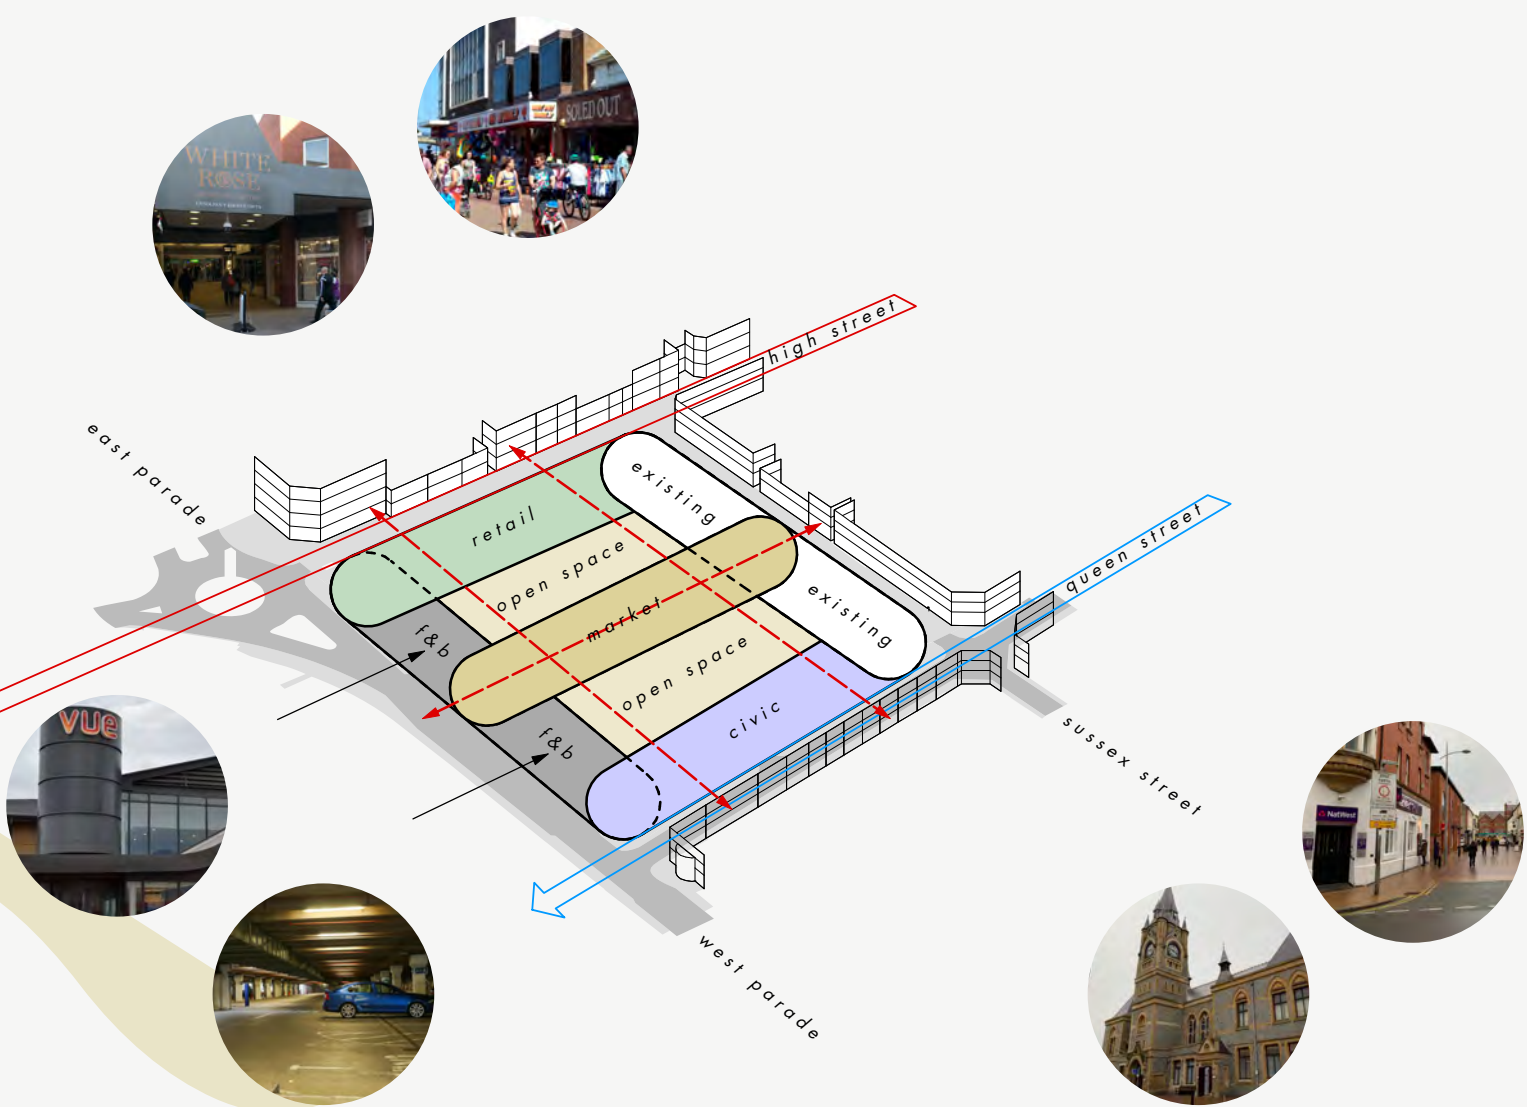 SOLED OUT
WHITE
ROSE
high street
east parade
existing
retail
queen street
open space
existing
market
f&b
open space
civic
f&b
sussex street
vue
NatWest
west parade